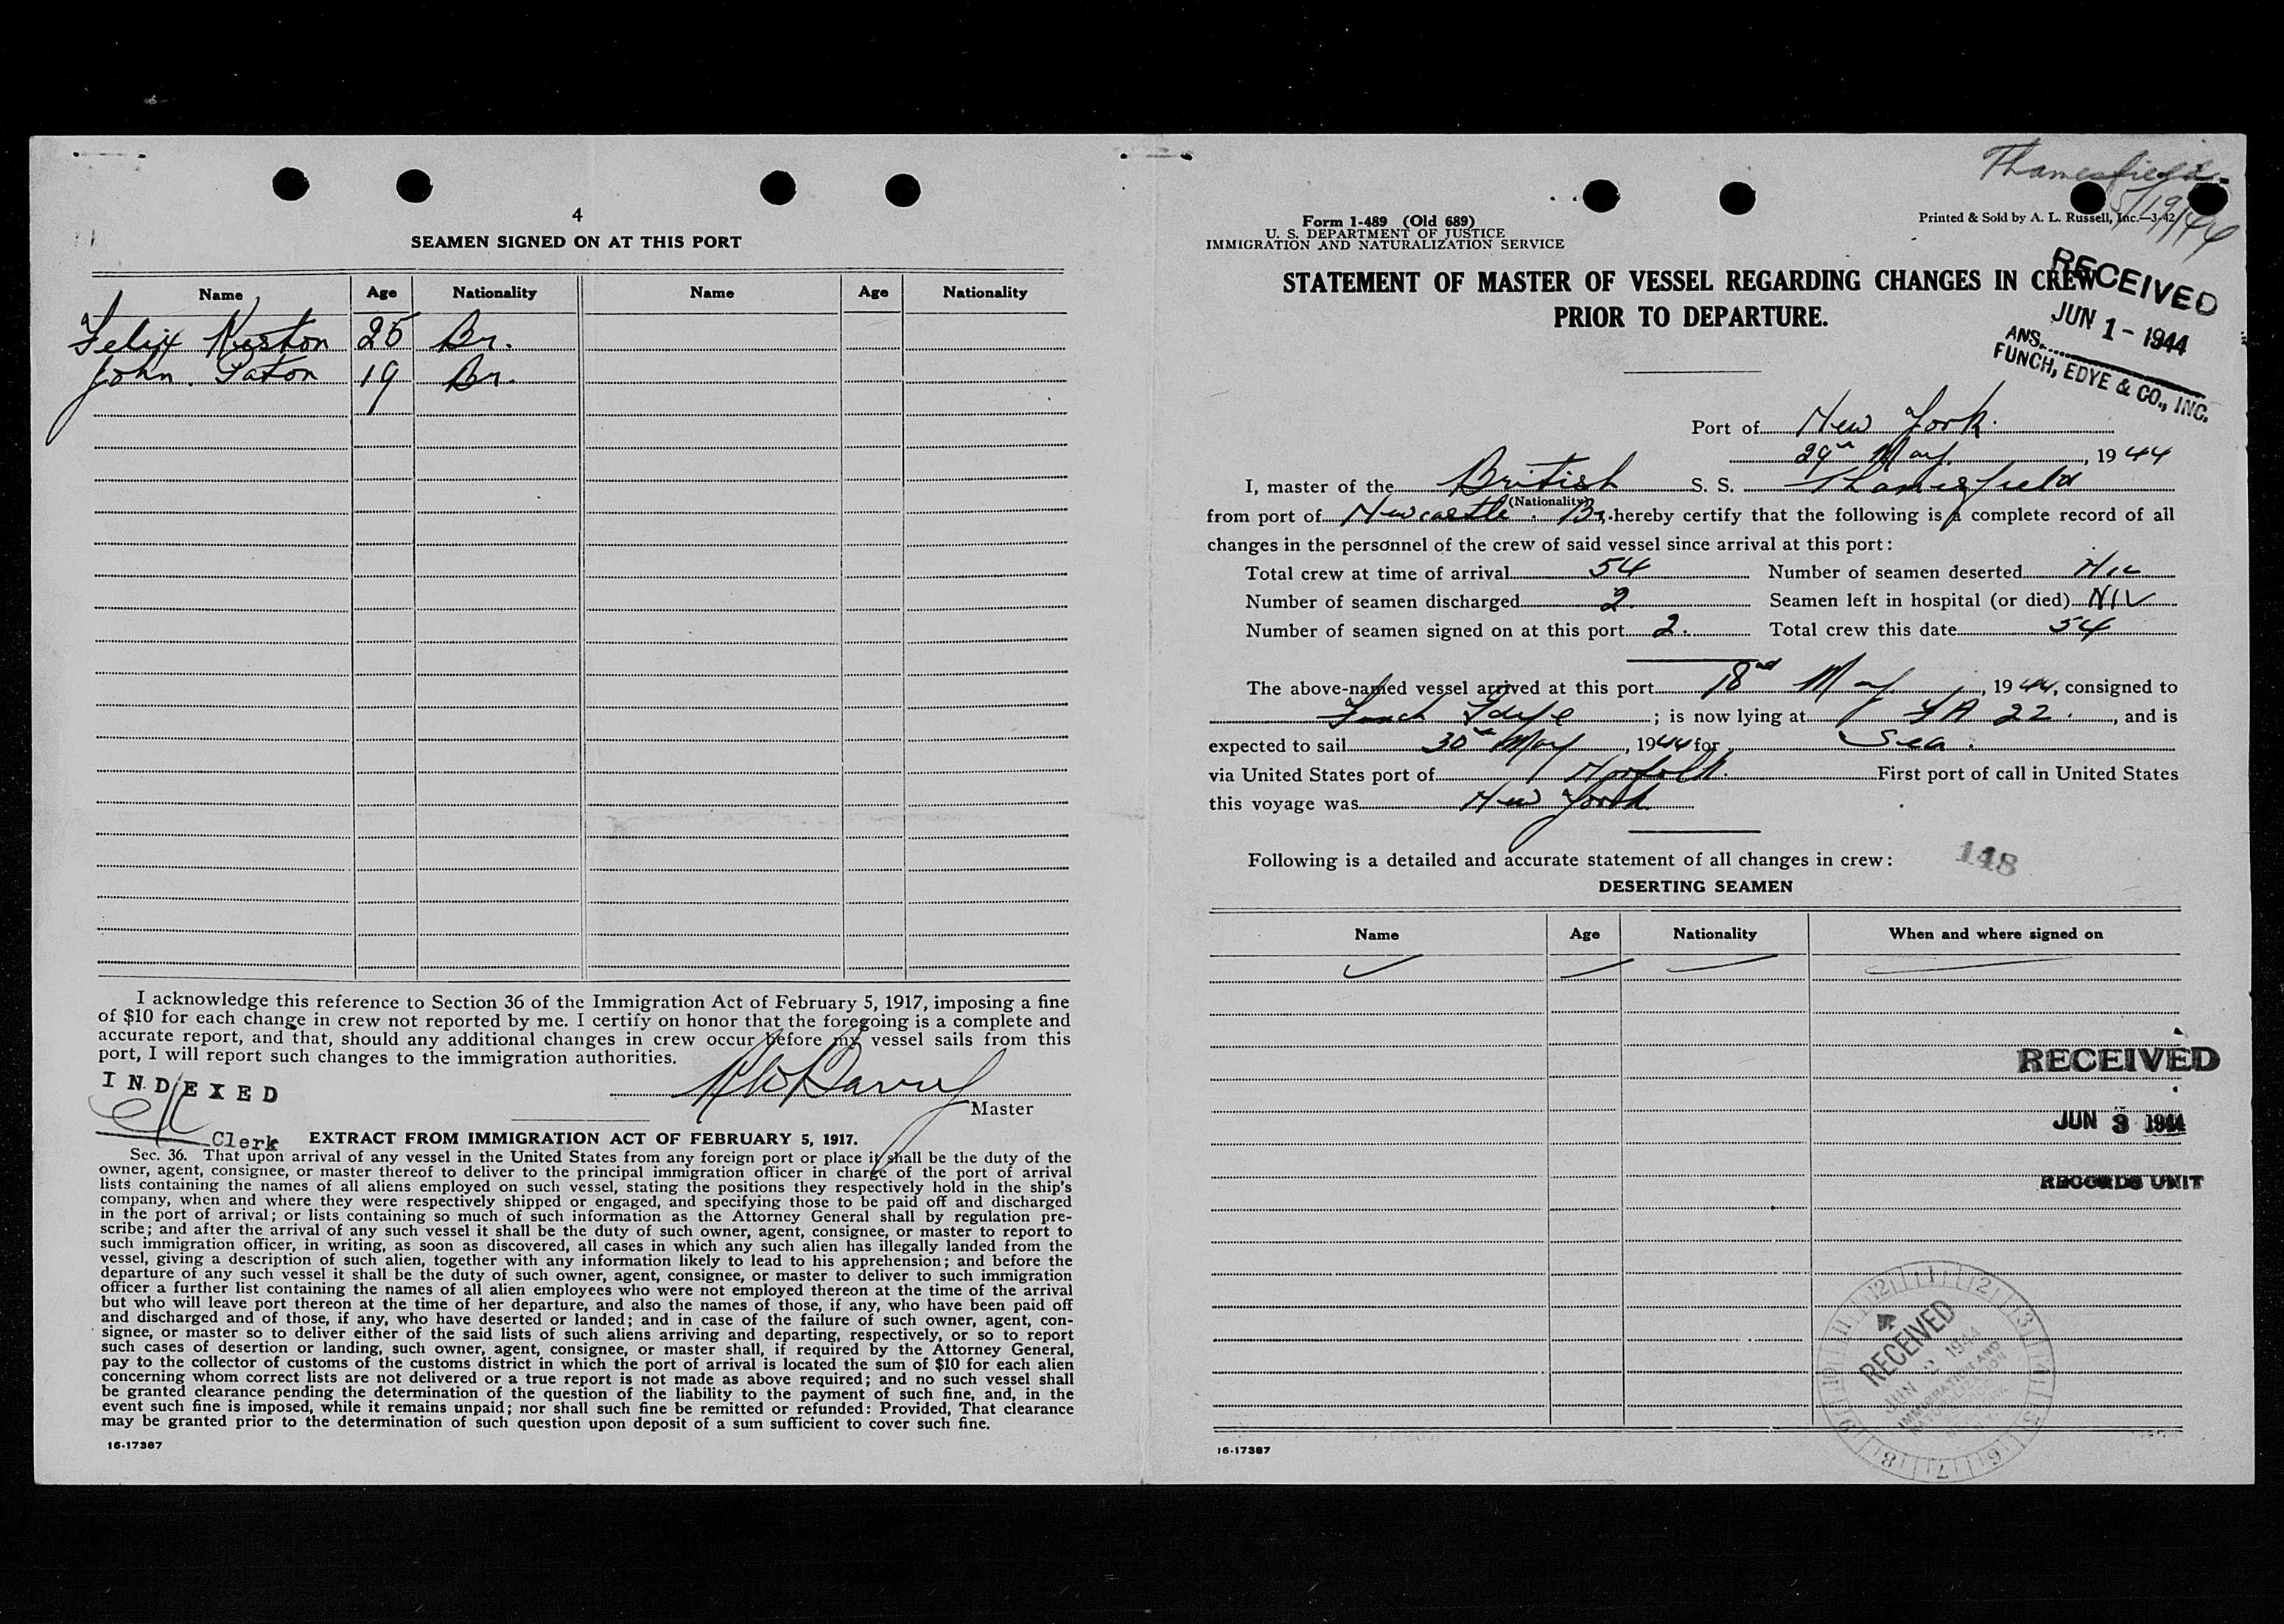 4
SEAMEN SIGNED ON AT THIS PORT
Name Age Nationality Name Age Nationality
Felix 25 Br.
John. Paton 19 Br.
I acknowledge this reference to Section 36 of the Immigration Act of February 5, 1917, imposing a fine
of $10 for each change in crew not reported by me. I certify on honor that the foregoing is a complete and
accurate report, and that, should any additional changes in crew occur before my vessel sails from this
port, I will report such changes to the immigration authorities.
INDEXED
Master
Clerk
EXTRACT FROM IMMIGRATION ACT OF FEBRUARY 5, 1917.
Sec. 36. That upon arrival of any vessel in the United States from any foreign port or place it shall be the duty of the
owner, agent, consignee, or master thereof to deliver to the principal immigration officer in charge of the port of arrival
lists containing the names of all aliens employed on such vessel, stating the positions they respectively hold in the ship's
company, when and where they were respectively shipped or engaged, and specifying those to be paid off and discharged
in the port of arrival; or lists containing so much of such information as the Attorney General shall by regulation pre-
scribe; and after the arrival of any such vessel it shall be the duty of such owner, agent, consignee, or master to report to
such immigration officer, in writing, as soon as discovered, all cases in which any such alien has illegally landed from the
vessel, giving a description of such alien, together with any information likely to lead to his apprehension; and before the
departure of any such vessel it shall be the duty of such owner, agent, consignee, or master to deliver to such immigration
officer a further list containing the names of all alien employees who were not employed thereon at the time of the arrival
but who will leave port thereon at the time of her departure, and also the names of those, if any, who have been paid off
and discharged and of those, if any, who have deserted or landed; and in case of the failure of such owner, agent, con-
signee, or master so to deliver either of the said lists of such aliens arriving and departing, respectively, or so to report
such cases of desertion or landing, such owner, agent, consignee, or master shall, if required by the Attorney General,
pay to the collector of customs of the customs district in which the port of arrival is located the sum of $10 for each alien
concerning whom correct lists are not delivered or a true report is not made as above required; and no such vessel shall
be granted clearance pending the determination of the question of the liability to the payment of such fine, and, in the
event such fine is imposed, while it remains unpaid; nor shall such fine be remitted or refunded: Provided, That clearance
may be granted prior to the determination of such question upon deposit of a sum sufficient to cover such fine.
16-17387
Thamesfield
5/19/44
Form 1-489 (Old 689)
U. S. DEPARTMENT OF JUSTICE
IMMIGRATION AND NATURALIZATION SERVICE
Printed & Sold by A. L. Russell, Inc.—3-42
STATEMENT OF MASTER OF VESSEL REGARDING CHANGES IN CREW
PRIOR TO DEPARTURE.
RECEIVED
JUN 1 - 1944
ANS.
FUNCH, EDYE & CO., INC.
Port of New York.
29th May, 1944
I, master of the British S. S. Thamesfield
(Nationality)
from port of Newcastle. Br. hereby certify that the following is a complete record of all
changes in the personnel of the crew of said vessel since arrival at this port:
Total crew at time of arrival 54 Number of seamen deserted Nil
Number of seamen discharged 2. Seamen left in hospital (or died) NIL
Number of seamen signed on at this port 2. Total crew this date 54
The above-named vessel arrived at this port 18 May, 1944, consigned to
Funch Edye; is now lying at 22., and is
expected to sail 30th May, 1944 for Sea.
via United States port of Norfolk. First port of call in United States
this voyage was New York
Following is a detailed and accurate statement of all changes in crew:
148
DESERTING SEAMEN
Name Age Nationality When and where signed on
RECEIVED
JUN 3 1944
RECORDS UNIT
RECEIVED
JUN 2 1944
IMMIGRATION AND
16-17387